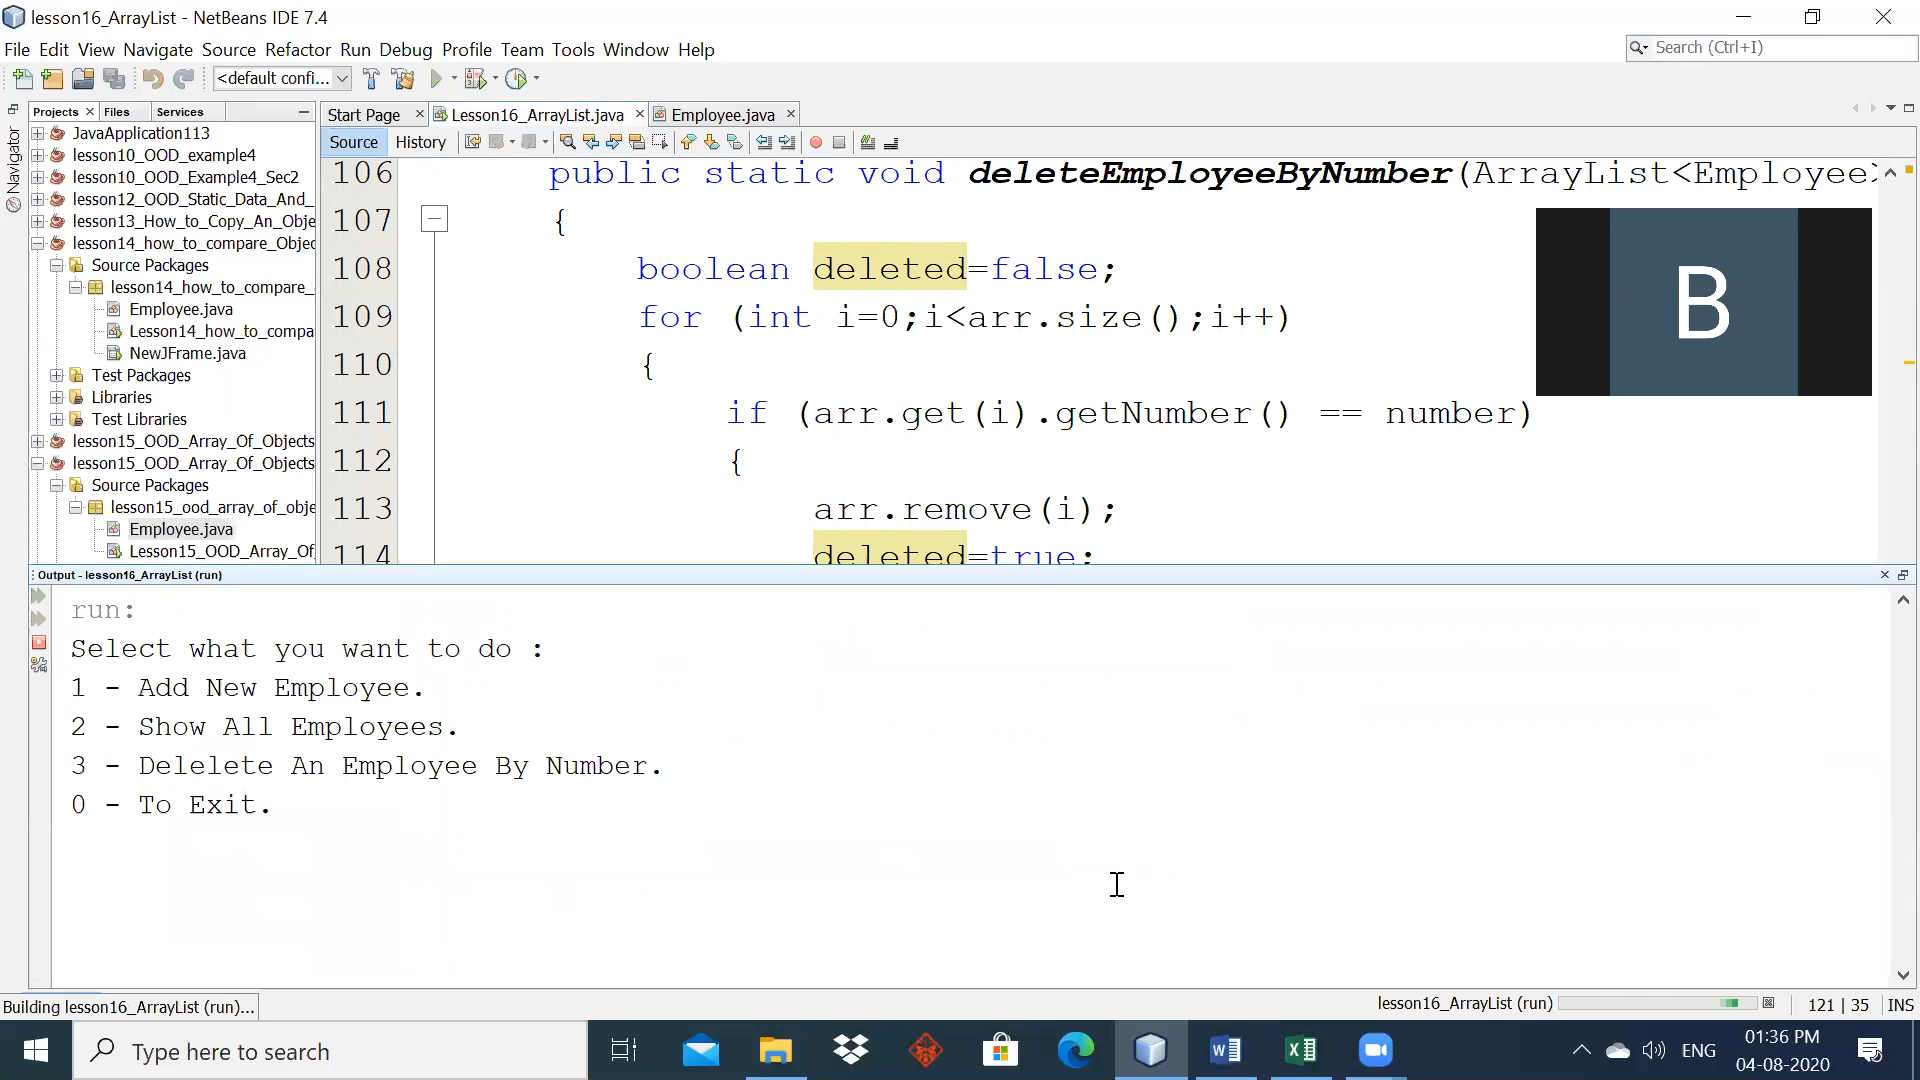 lesson16_ArrayList - NetBeans IDE 7.4
File Edit View Navigate Source Refactor Run Debug Profile Team Tools Window Help
Search (Ctrl+I)
<default confi...
Projects Files Services
Start Page Lesson16_ArrayList.java Employee.java
Navigator
Source History
JavaApplication113
lesson10_OOD_example4
lesson10_OOD_Example4_Sec2
lesson12_OOD_Static_Data_And_
lesson13_How_to_Copy_An_Obje
lesson14_how_to_compare_Objec
Source Packages
lesson14_how_to_compare_
Employee.java
Lesson14_how_to_compa
NewJFrame.java
Test Packages
Libraries
Test Libraries
lesson15_OOD_Array_Of_Objects
lesson15_OOD_Array_Of_Objects
Source Packages
lesson15_ood_array_of_obje
Employee.java
Lesson15_OOD_Array_Of
106 public static void deleteEmployeeByNumber(ArrayList<Employee>
107 {
108 boolean deleted=false;
109 for (int i=0;i<arr.size();i++)
110 {
111 if (arr.get(i).getNumber() == number)
112 {
113 arr.remove(i);
114 deleted=true;
B
Output - lesson16_ArrayList (run)
run:
Select what you want to do :
1 - Add New Employee.
2 - Show All Employees.
3 - Delelete An Employee By Number.
0 - To Exit.
Building lesson16_ArrayList (run)...
lesson16_ArrayList (run)
121 | 35 INS
Type here to search
ENG
01:36 PM
04-08-2020